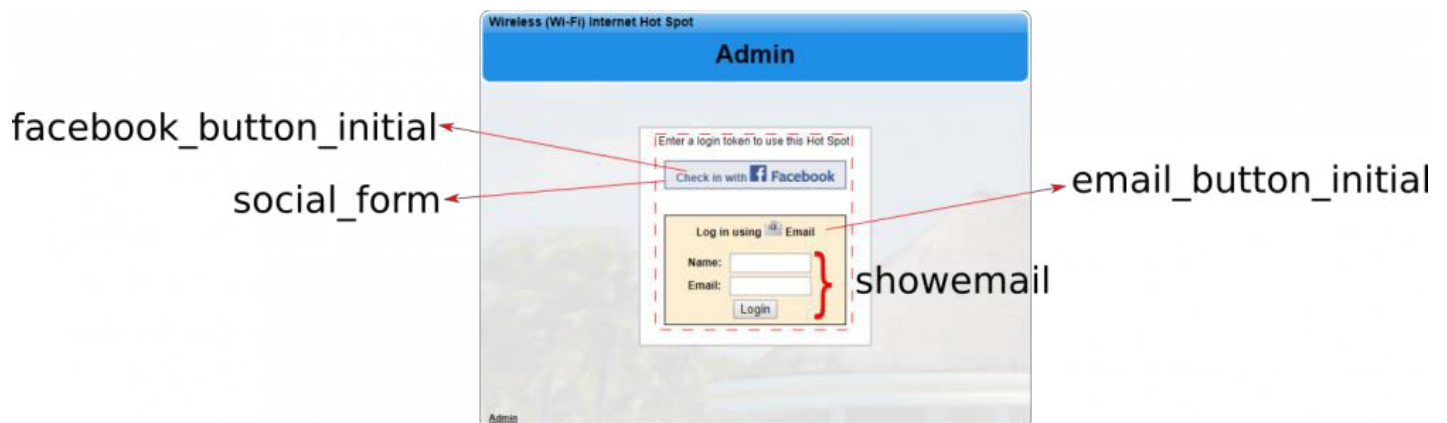 Wireless (Wi-Fi) Internet Hot Spot
Admin
facebook_button_initial
Enter a login token to use this Hot Spot
Check in with Facebook
social_form
email_button_initial
Log in using Email
Name:
showemail
Email:
Login
Admin